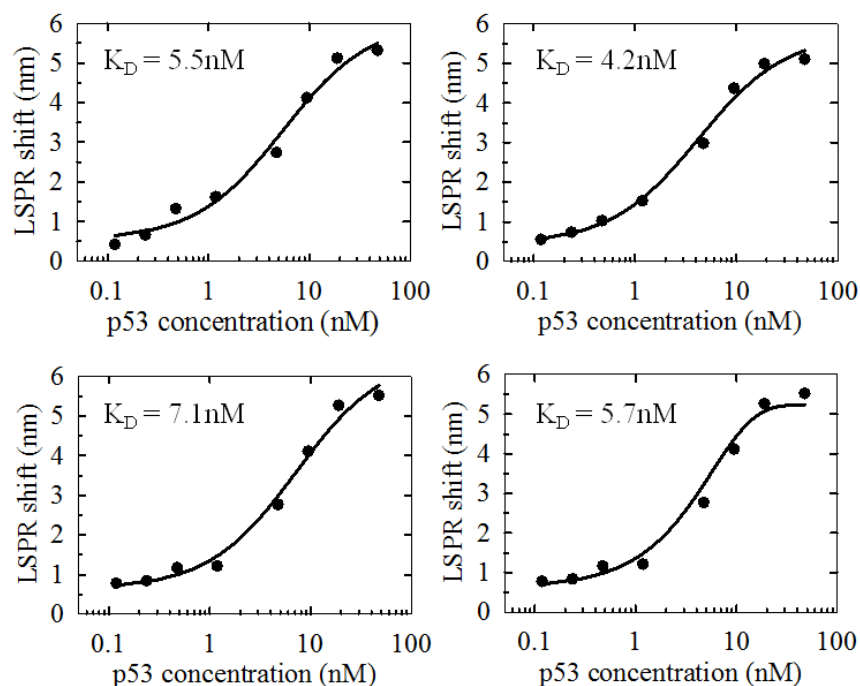 6
5
4
3
2
1
0
LSPR shift (nm)
K_D = 5.5nM
0.1 1 10 100
p53 concentration (nM)
6
5
4
3
2
1
0
LSPR shift (nm)
K_D = 4.2nM
0.1 1 10 100
p53 concentration (nM)
6
5
4
3
2
1
0
LSPR shift (nm)
K_D = 7.1nM
0.1 1 10 100
p53 concentration (nM)
6
5
4
3
2
1
0
LSPR shift (nm)
K_D = 5.7nM
0.1 1 10 100
p53 concentration (nM)